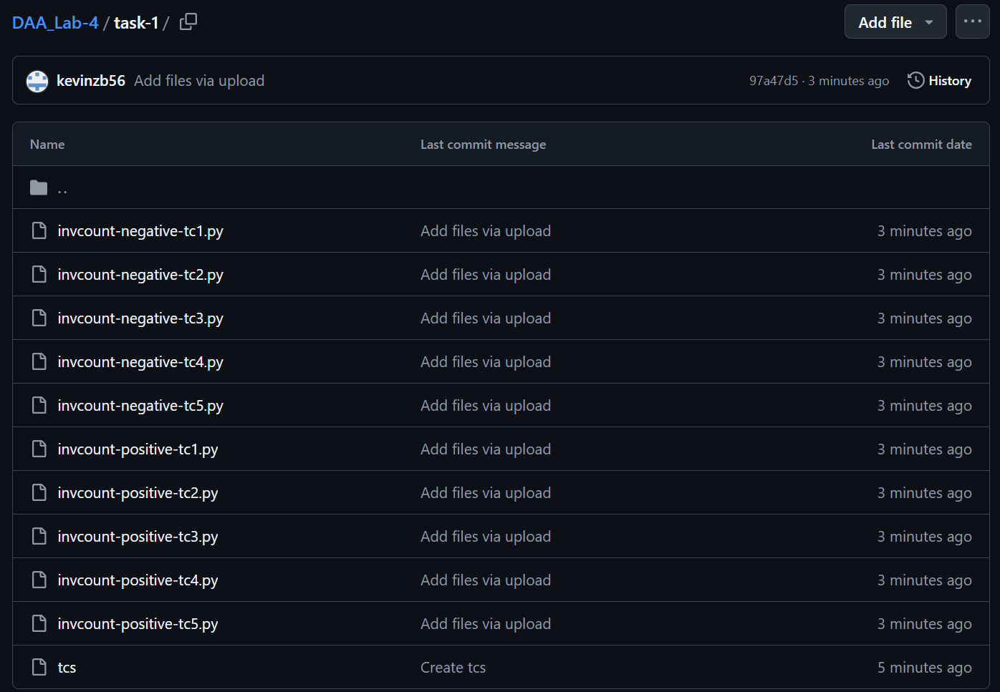 DAA_Lab-4 / task-1 /
Add file
kevinzb56 Add files via upload 97a47d5 · 3 minutes ago History
Name Last commit message Last commit date
..
invcount-negative-tc1.py Add files via upload 3 minutes ago
invcount-negative-tc2.py Add files via upload 3 minutes ago
invcount-negative-tc3.py Add files via upload 3 minutes ago
invcount-negative-tc4.py Add files via upload 3 minutes ago
invcount-negative-tc5.py Add files via upload 3 minutes ago
invcount-positive-tc1.py Add files via upload 3 minutes ago
invcount-positive-tc2.py Add files via upload 3 minutes ago
invcount-positive-tc3.py Add files via upload 3 minutes ago
invcount-positive-tc4.py Add files via upload 3 minutes ago
invcount-positive-tc5.py Add files via upload 3 minutes ago
tcs Create tcs 5 minutes ago